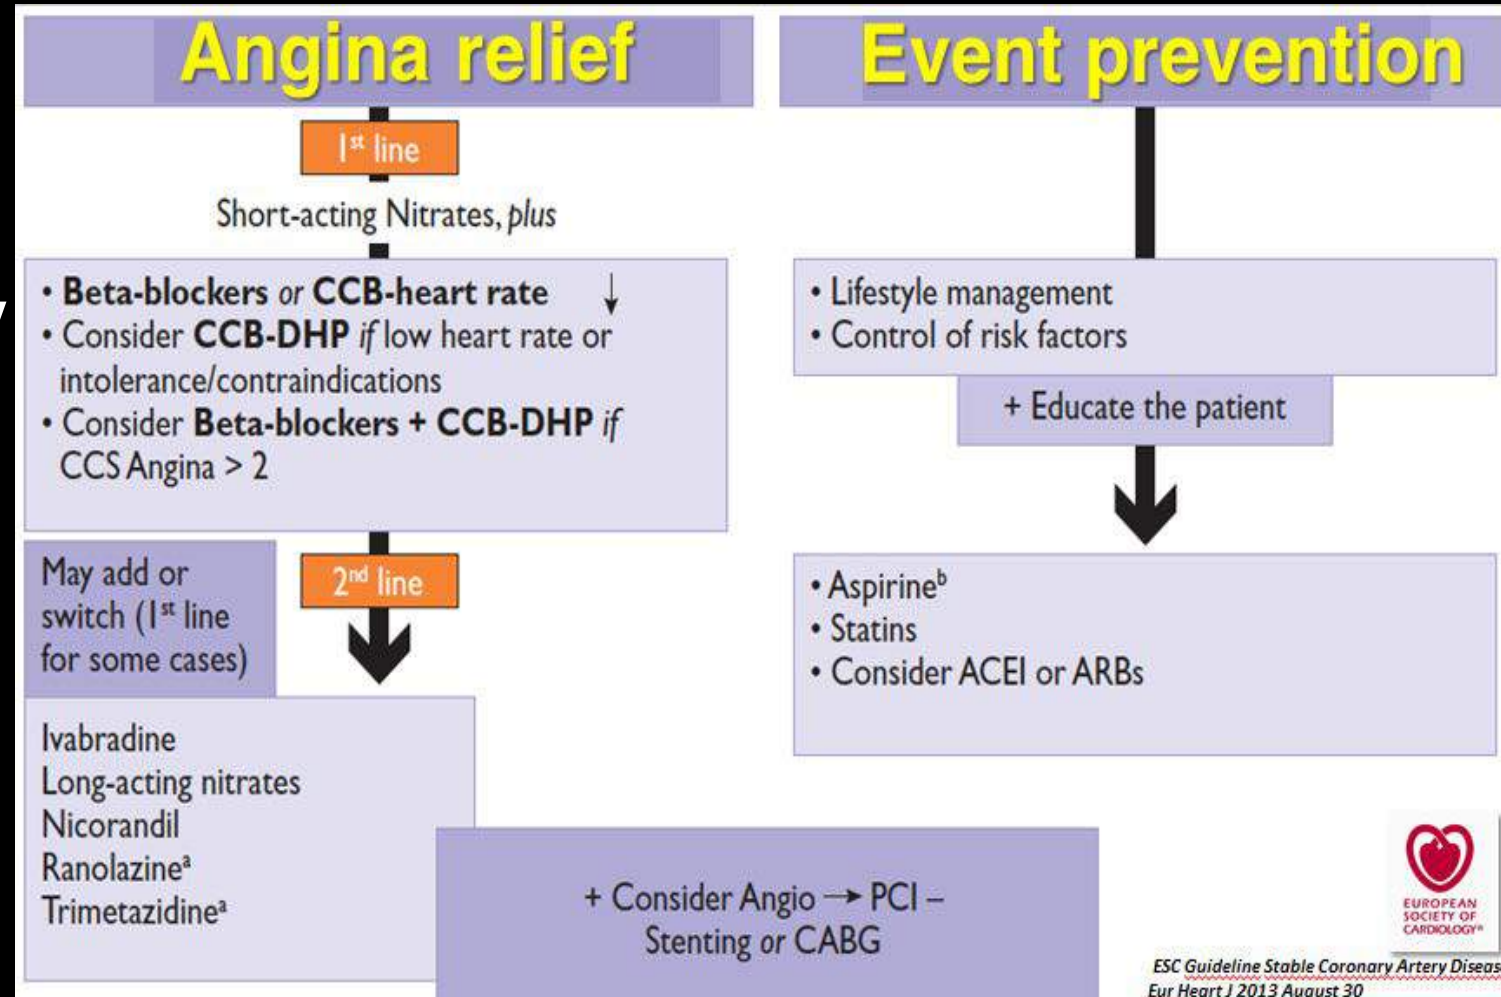 Angina relief
1st line
Short-acting Nitrates, plus
• Beta-blockers or CCB-heart rate ↓
• Consider CCB-DHP if low heart rate or
intolerance/contraindications
• Consider Beta-blockers + CCB-DHP if
CCS Angina > 2
May add or
switch (1st line
for some cases)
2nd line
Ivabradine
Long-acting nitrates
Nicorandil
Ranolazineᵃ
Trimetazidineᵃ
+ Consider Angio → PCI –
Stenting or CABG
Event prevention
• Lifestyle management
• Control of risk factors
+ Educate the patient
• Aspirineᵇ
• Statins
• Consider ACEI or ARBs
EUROPEAN
SOCIETY OF
CARDIOLOGY®
ESC Guideline Stable Coronary Artery Diseas
Eur Heart J 2013 August 30